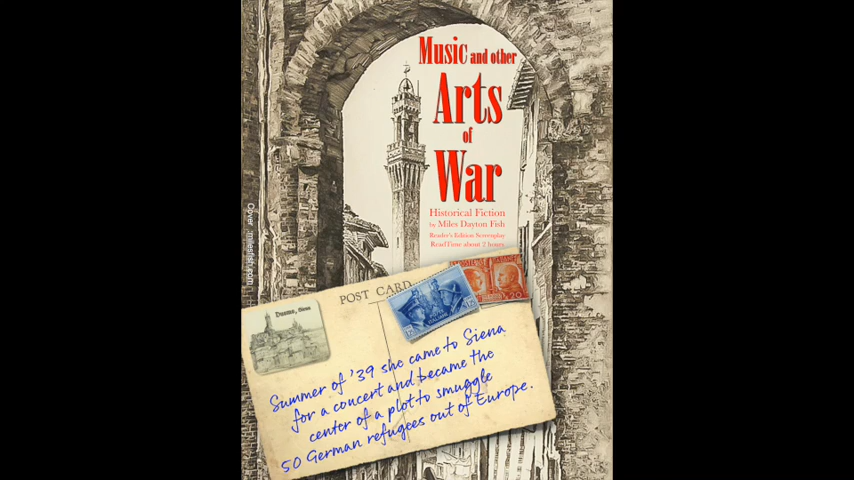 Music and other
Arts
of
War
Historical Fiction
by Miles Dayton Fish
Reader's Edition Screenplay
Read Time about 2 hours
POST CARD
Duomo, Siena
Summer of '39 she came to Siena
for a concert and became the
center of a plot to smuggle
50 German refugees out of Europe.